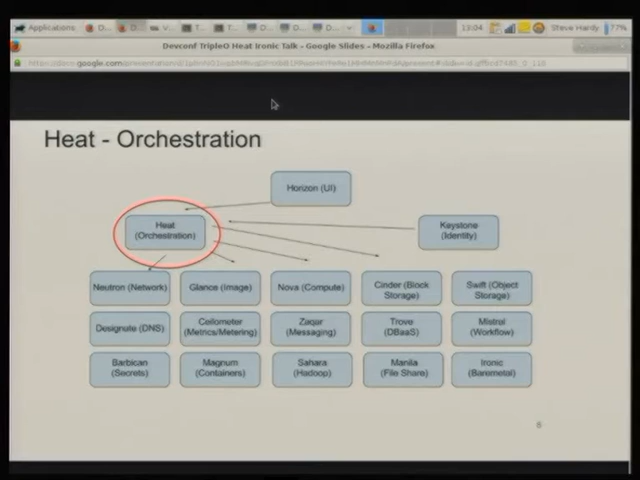 Applications
D...
D...
V...
T...
T...
D...
D...
D...
13:04
Steve Hardy
77%
Devconf TripleO Heat Ironic Talk - Google Slides - Mozilla Firefox
google.com
Heat - Orchestration
Horizon (UI)
Heat
(Orchestration)
Keystone
(Identity)
Neutron (Network)
Glance (Image)
Nova (Compute)
Cinder (Block
Storage)
Swift (Object
Storage)
Designate (DNS)
Ceilometer
(Metrics/Metering)
Zaqar
(Messaging)
Trove
(DBaaS)
Mistral
(Workflow)
Barbican
(Secrets)
Magnum
(Containers)
Sahara
(Hadoop)
Manila
(File Share)
Ironic
(Baremetal)
8